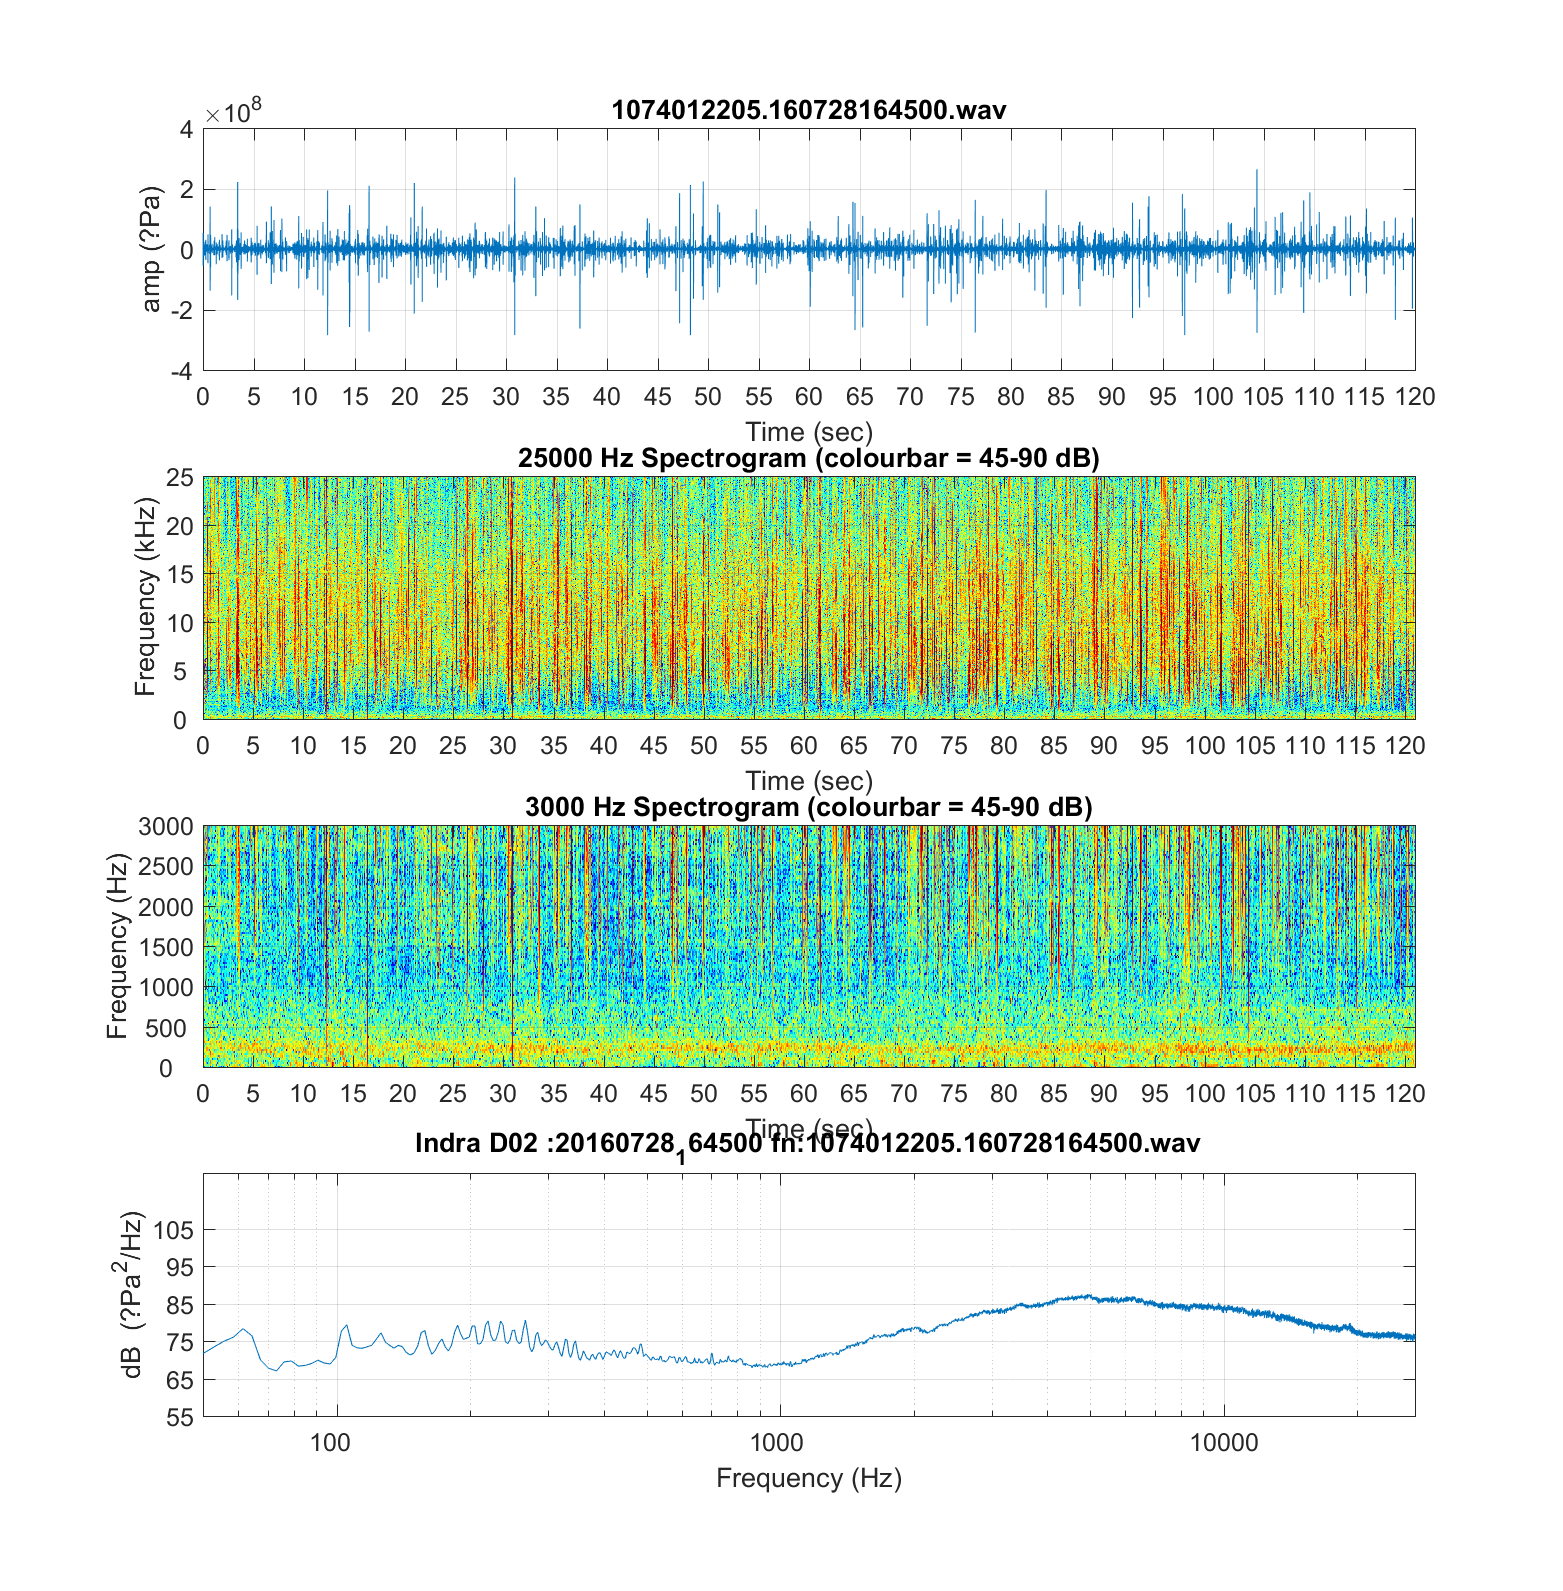 ×10^8
1074012205.160728164500.wav
4
2
0
-2
-4
amp (?Pa)
0 5 10 15 20 25 30 35 40 45 50 55 60 65 70 75 80 85 90 95 100 105 110 115 120
Time (sec)
25000 Hz Spectrogram (colourbar = 45-90 dB)
25
20
15
10
5
0
Frequency (kHz)
0 5 10 15 20 25 30 35 40 45 50 55 60 65 70 75 80 85 90 95 100 105 110 115 120
Time (sec)
3000 Hz Spectrogram (colourbar = 45-90 dB)
3000
2500
2000
1500
1000
500
0
Frequency (Hz)
0 5 10 15 20 25 30 35 40 45 50 55 60 65 70 75 80 85 90 95 100 105 110 115 120
Time (sec)
Indra D02 :20160728_164500 fn:1074012205.160728164500.wav
105
95
85
75
65
55
dB (?Pa^2/Hz)
100 1000 10000
Frequency (Hz)